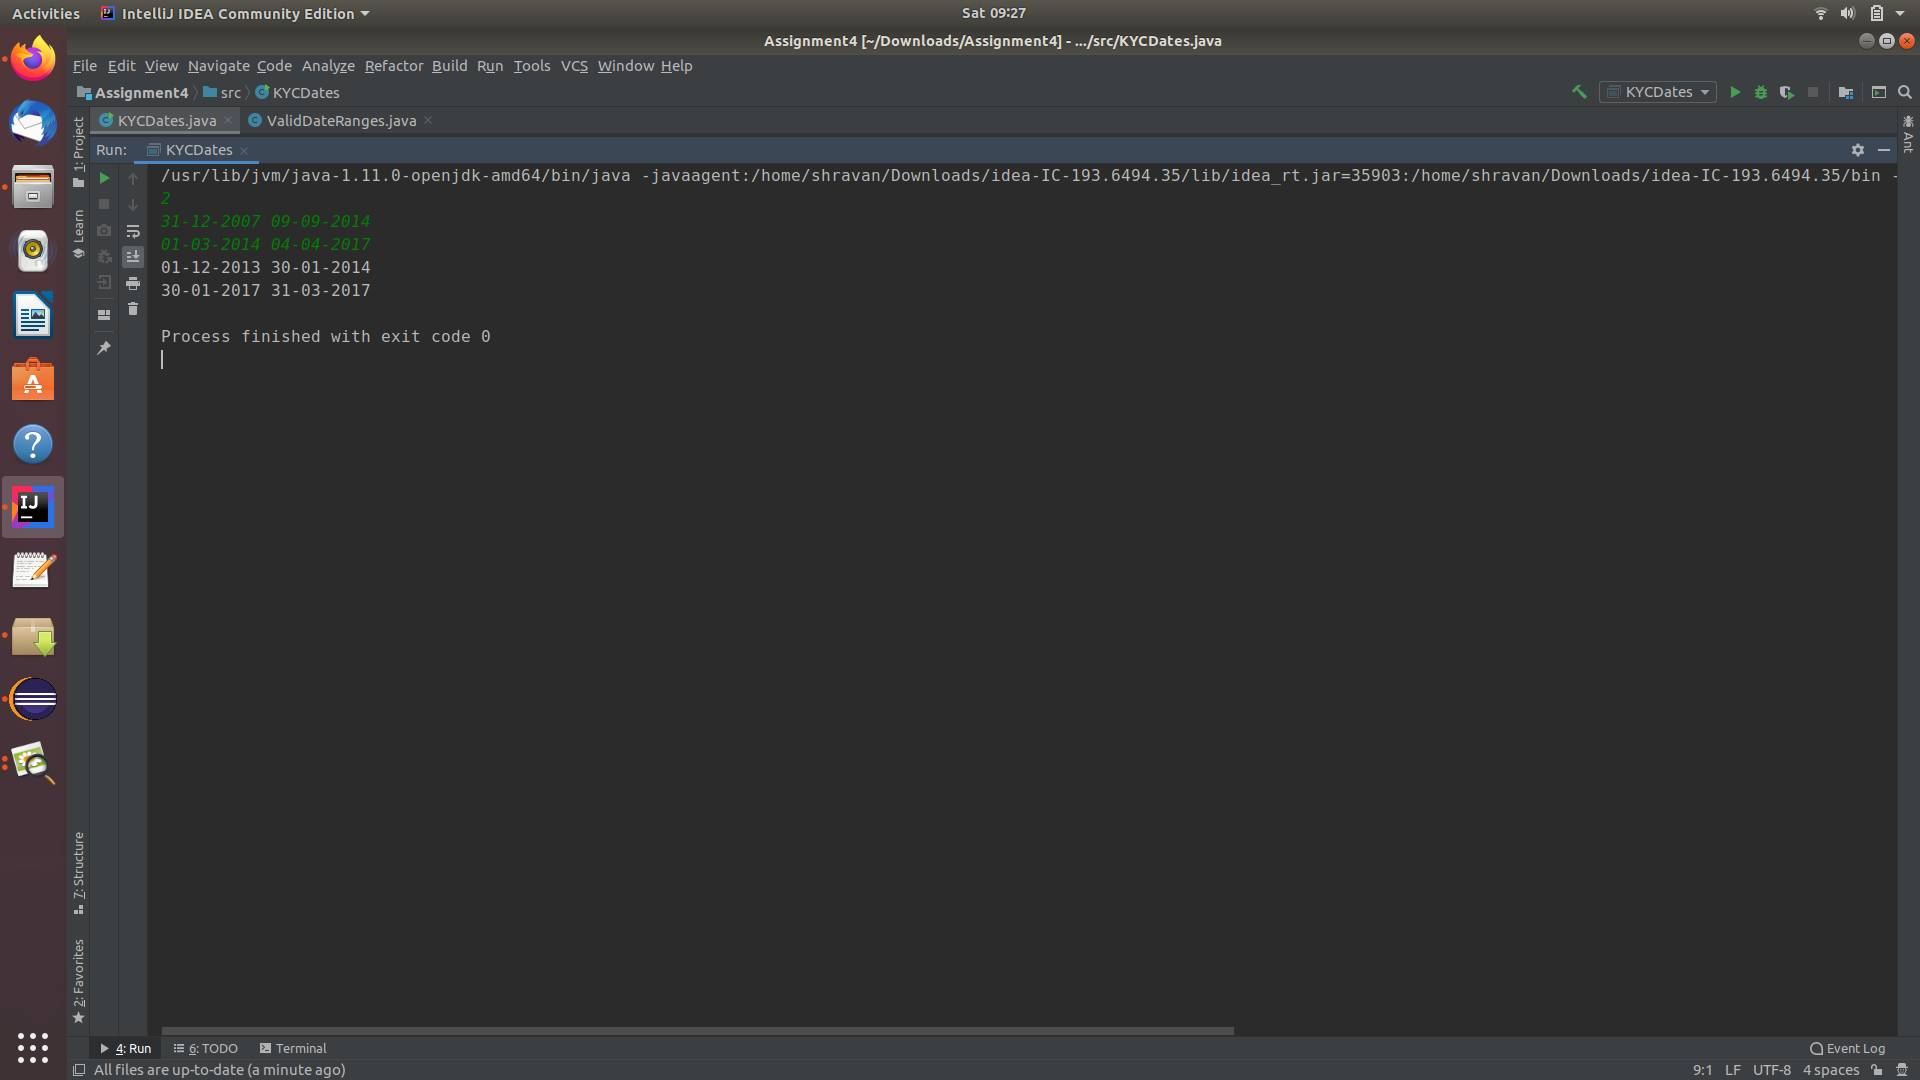 Activities IntelliJ IDEA Community Edition Sat 09:27
Assignment4 [~/Downloads/Assignment4] - .../src/KYCDates.java
File Edit View Navigate Code Analyze Refactor Build Run Tools VCS Window Help
Assignment4 src KYCDates KYCDates
KYCDates.java ValidDateRanges.java
Run: KYCDates
/usr/lib/jvm/java-1.11.0-openjdk-amd64/bin/java -javaagent:/home/shravan/Downloads/idea-IC-193.6494.35/lib/idea_rt.jar=35903:/home/shravan/Downloads/idea-IC-193.6494.35/bin -
2
31-12-2007 09-09-2014
01-03-2014 04-04-2017
01-12-2013 30-01-2014
30-01-2017 31-03-2017
Process finished with exit code 0
1: Project
Learn
7: Structure
2: Favorites
Ant
4: Run 6: TODO Terminal Event Log
All files are up-to-date (a minute ago) 9:1 LF UTF-8 4 spaces